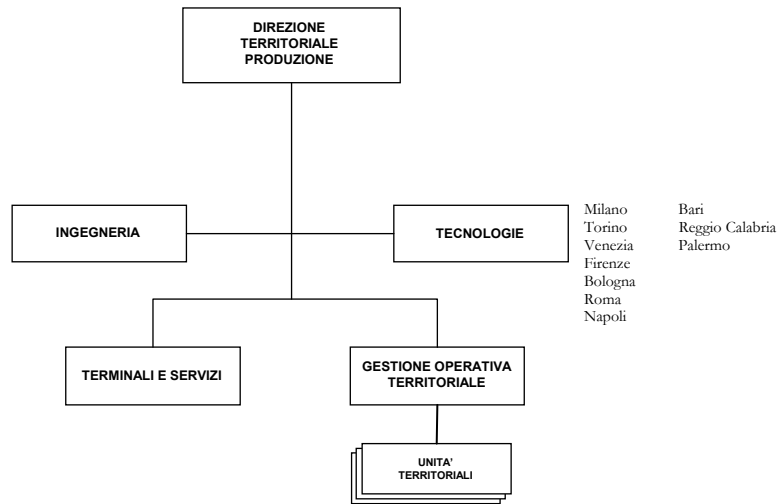 DIREZIONE
TERRITORIALE
PRODUZIONE
INGEGNERIA
TECNOLOGIE
Milano
Torino
Venezia
Firenze
Bologna
Roma
Napoli
Bari
Reggio Calabria
Palermo
TERMINALI E SERVIZI
GESTIONE OPERATIVA
TERRITORIALE
UNITA'
TERRITORIALI